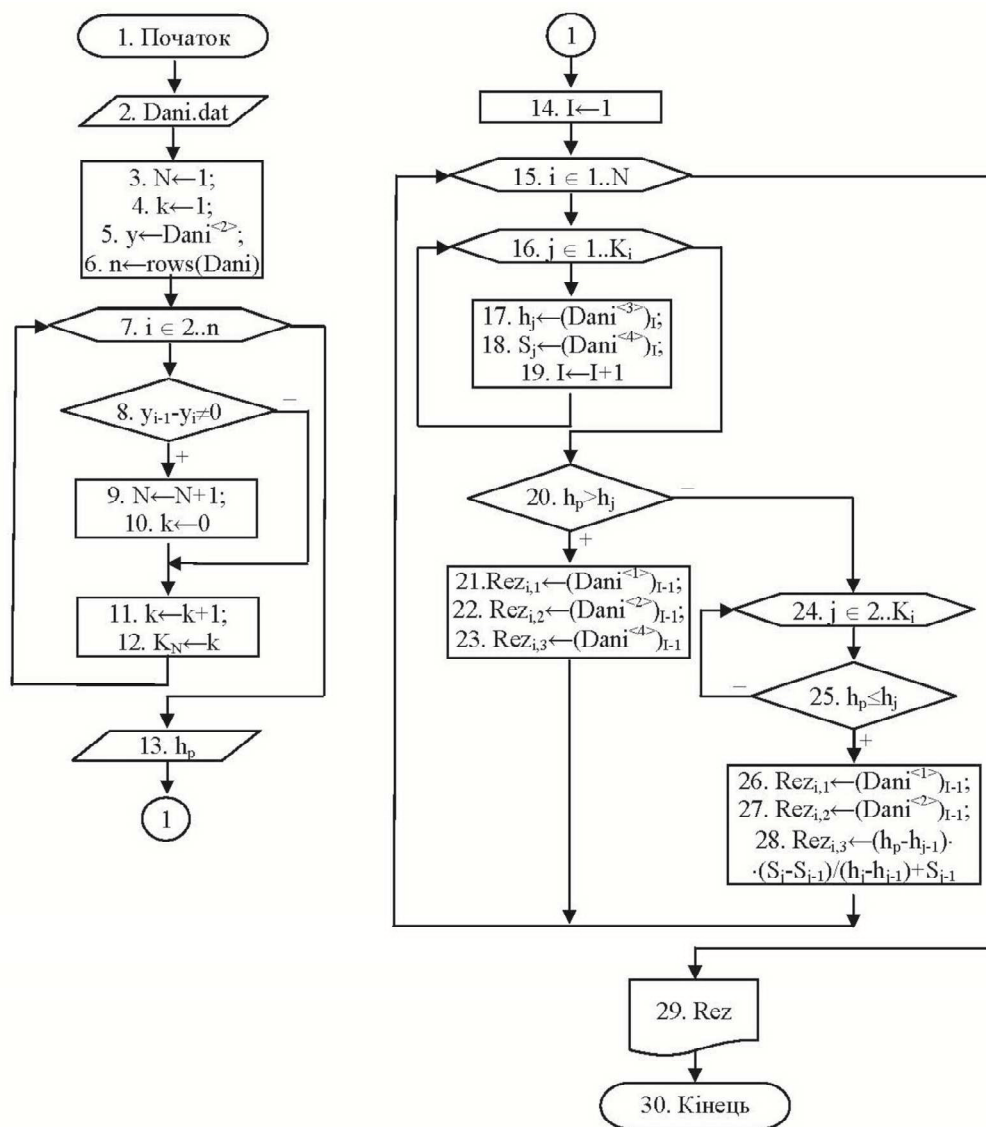 1. Початок
2. Dani.dat
3. N←1;
4. k←1;
5. y←Dani<2>;
6. n←rows(Dani)
7. i ∈ 2..n
8. yi-1-yi≠0
–
+
9. N←N+1;
10. k←0
11. k←k+1;
12. KN←k
13. hp
1
1
14. I←1
15. i ∈ 1..N
16. j ∈ 1..Ki
17. hj←(Dani<3>)I;
18. Sj←(Dani<4>)I;
19. I←I+1
20. hp>hj
–
+
21.Rezi,1←(Dani<1>)I-1;
22. Rezi,2←(Dani<2>)I-1;
23. Rezi,3←(Dani<4>)I-1
24. j ∈ 2..Ki
–
25. hp≤hj
+
26. Rezi,1←(Dani<1>)I-1;
27. Rezi,2←(Dani<2>)I-1;
28. Rezi,3←(hp-hj-1)·
·(Sj-Sj-1)/(hj-hj-1)+Sj-1
29. Rez
30. Кінець